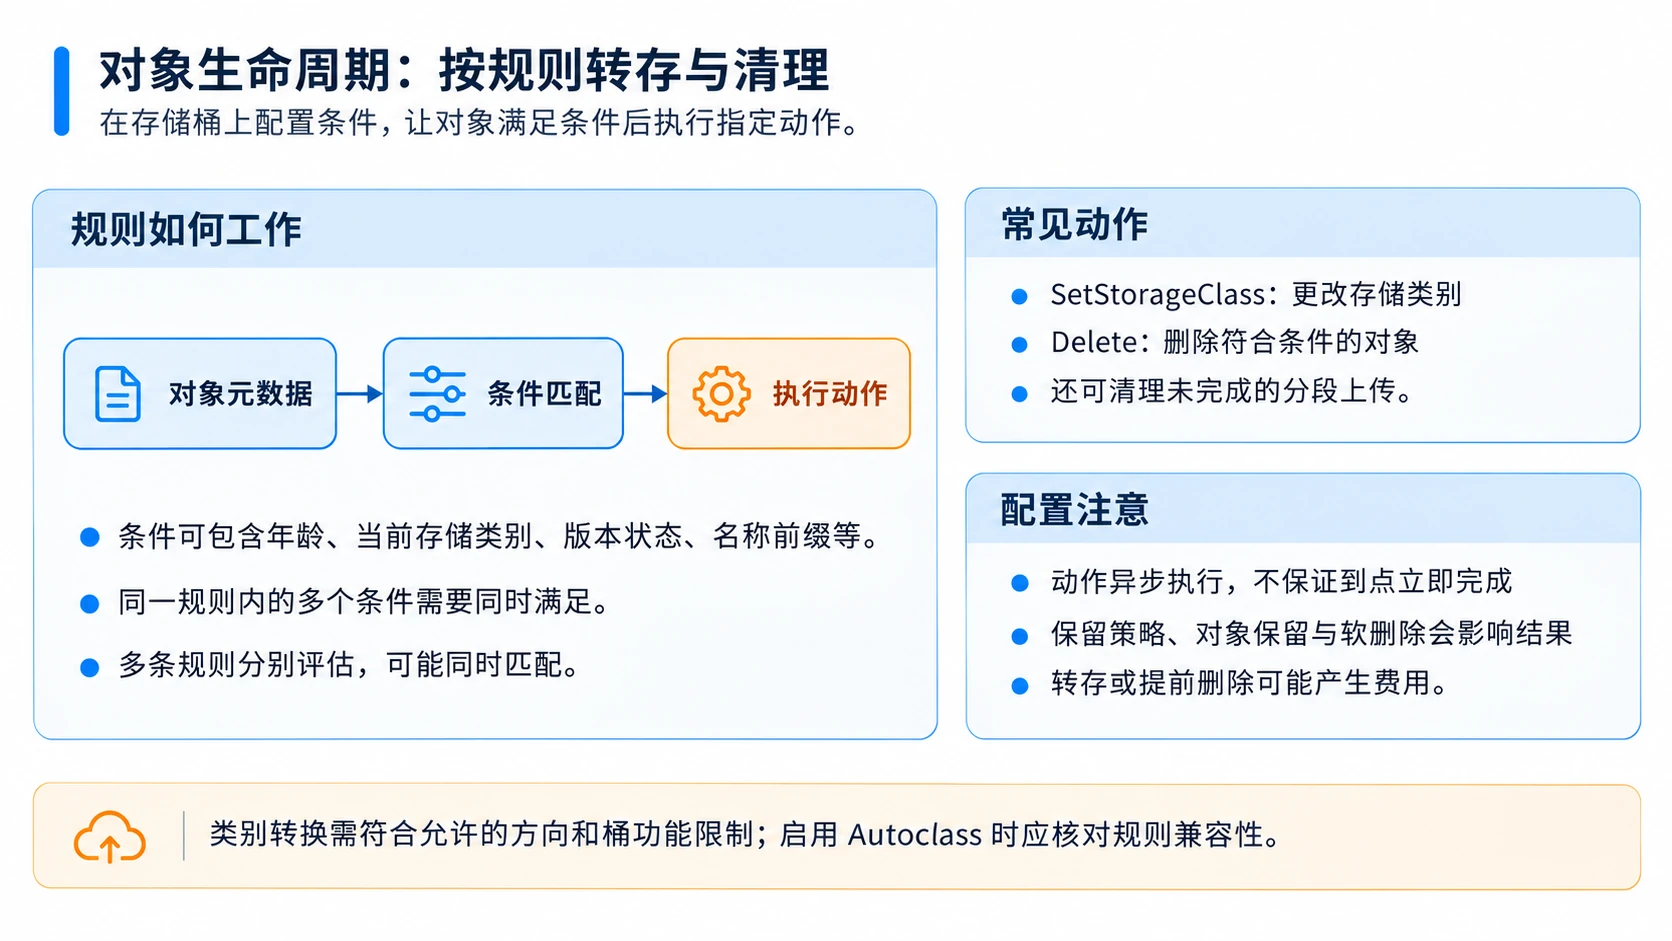 对象生命周期：按规则转存与清理
在存储桶上配置条件，让对象满足条件后执行指定动作。
规则如何工作
对象元数据
条件匹配
执行动作
条件可包含年龄、当前存储类别、版本状态、名称前缀等。
同一规则内的多个条件需要同时满足。
多条规则分别评估，可能同时匹配。
常见动作
SetStorageClass：更改存储类别
Delete：删除符合条件的对象
还可清理未完成的分段上传。
配置注意
动作异步执行，不保证到点立即完成
保留策略、对象保留与软删除会影响结果
转存或提前删除可能产生费用。
类别转换需符合允许的方向和桶功能限制；启用 Autoclass 时应核对规则兼容性。